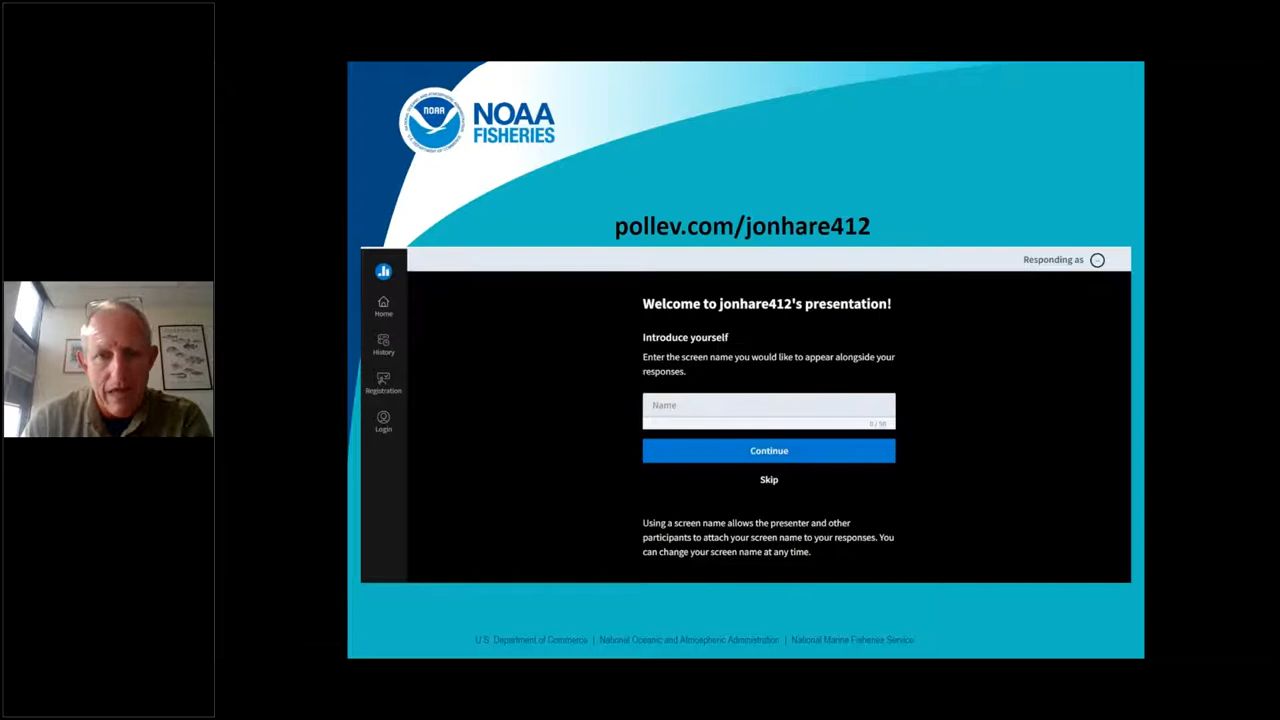 NOAA
NOAA
FISHERIES
pollev.com/jonhare412
Responding as
Home
History
Registration
Login
Welcome to jonhare412's presentation!
Introduce yourself
Enter the screen name you would like to appear alongside your
responses.
Name
0 / 50
Continue
Skip
Using a screen name allows the presenter and other
participants to attach your screen name to your responses. You
can change your screen name at any time.
U.S. Department of Commerce | National Oceanic and Atmospheric Administration | National Marine Fisheries Service